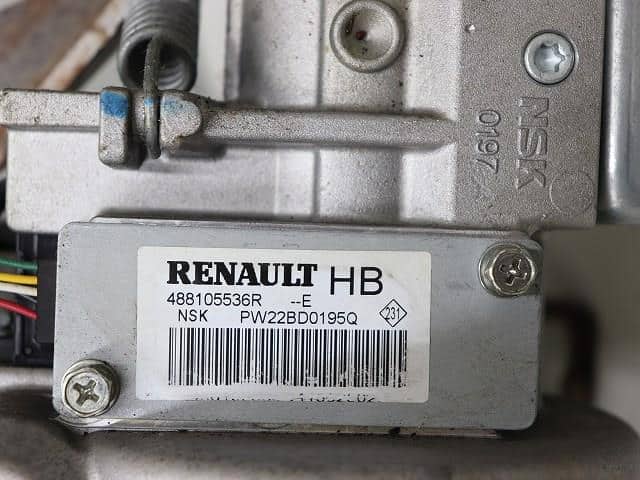 NSK
0197
RENAULT HB
488105536R --E
NSK PW22BD0195Q
231